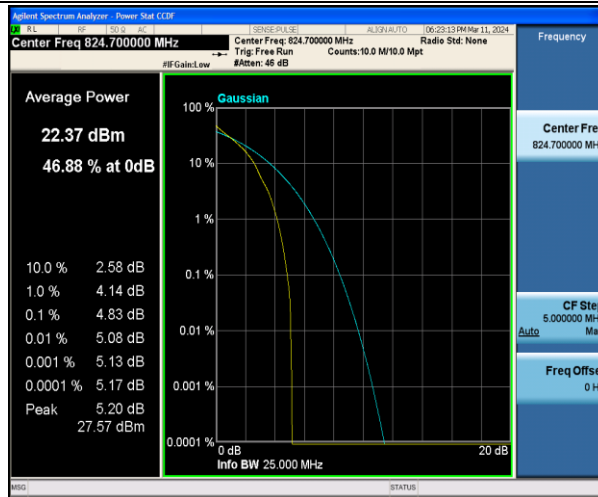 Agilent Spectrum Analyzer - Power Stat CCDF
RL RF 50 Ω AC SENSE:PULSE ALIGN AUTO 06:23:13 PM Mar 11, 2024
Center Freq 824.700000 MHz
Center Freq: 824.700000 MHz Radio Std: None
Trig: Free Run Counts:10.0 M/10.0 Mpt
#IFGain:Low #Atten: 46 dB
Frequency
Average Power
22.37 dBm
46.88 % at 0dB
10.0 % 2.58 dB
1.0 % 4.14 dB
0.1 % 4.83 dB
0.01 % 5.08 dB
0.001 % 5.13 dB
0.0001 % 5.17 dB
Peak 5.20 dB
27.57 dBm
Gaussian
100 %
10 %
1 %
0.1 %
0.01 %
0.001 %
0.0001 %
0 dB 20 dB
Info BW 25.000 MHz
Center Fre
824.700000 MH
CF Ste
5.000000 MH
Auto Ma
Freq Offse
0 H
MSG STATUS